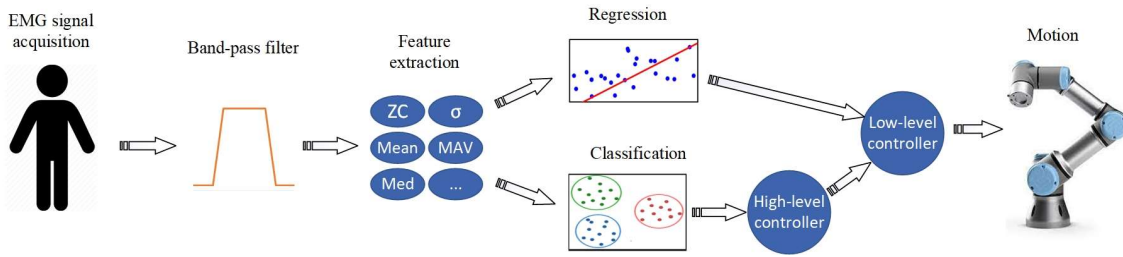 EMG signal
acquisition
Band-pass filter
Feature
extraction
ZC
σ
Mean
MAV
Med
...
Regression
Classification
High-level
controller
Low-level
controller
Motion